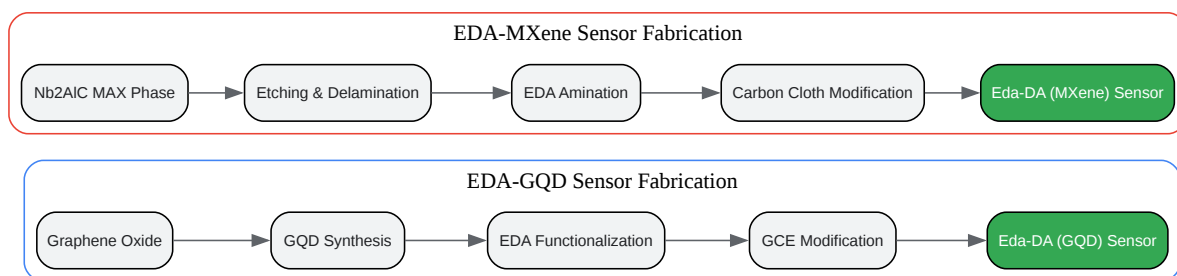 EDA-MXene Sensor Fabrication
Nb2AlC MAX Phase
Etching & Delamination
EDA Amination
Carbon Cloth Modification
Eda-DA (MXene) Sensor
EDA-GQD Sensor Fabrication
Graphene Oxide
GQD Synthesis
EDA Functionalization
GCE Modification
Eda-DA (GQD) Sensor